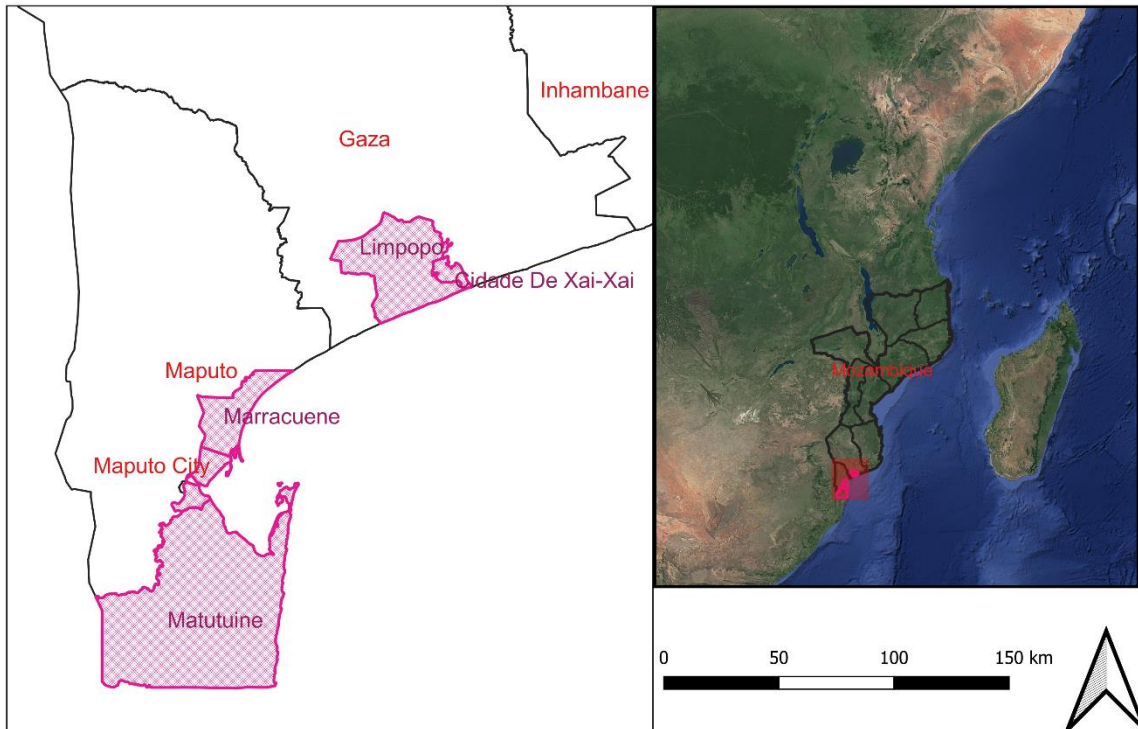 Inhambane
Gaza
Limpopo
Cidade De Xai-Xai
Maputo
Marracuene
Maputo City
Matutuine
Mozambique
0 50 100 150 km